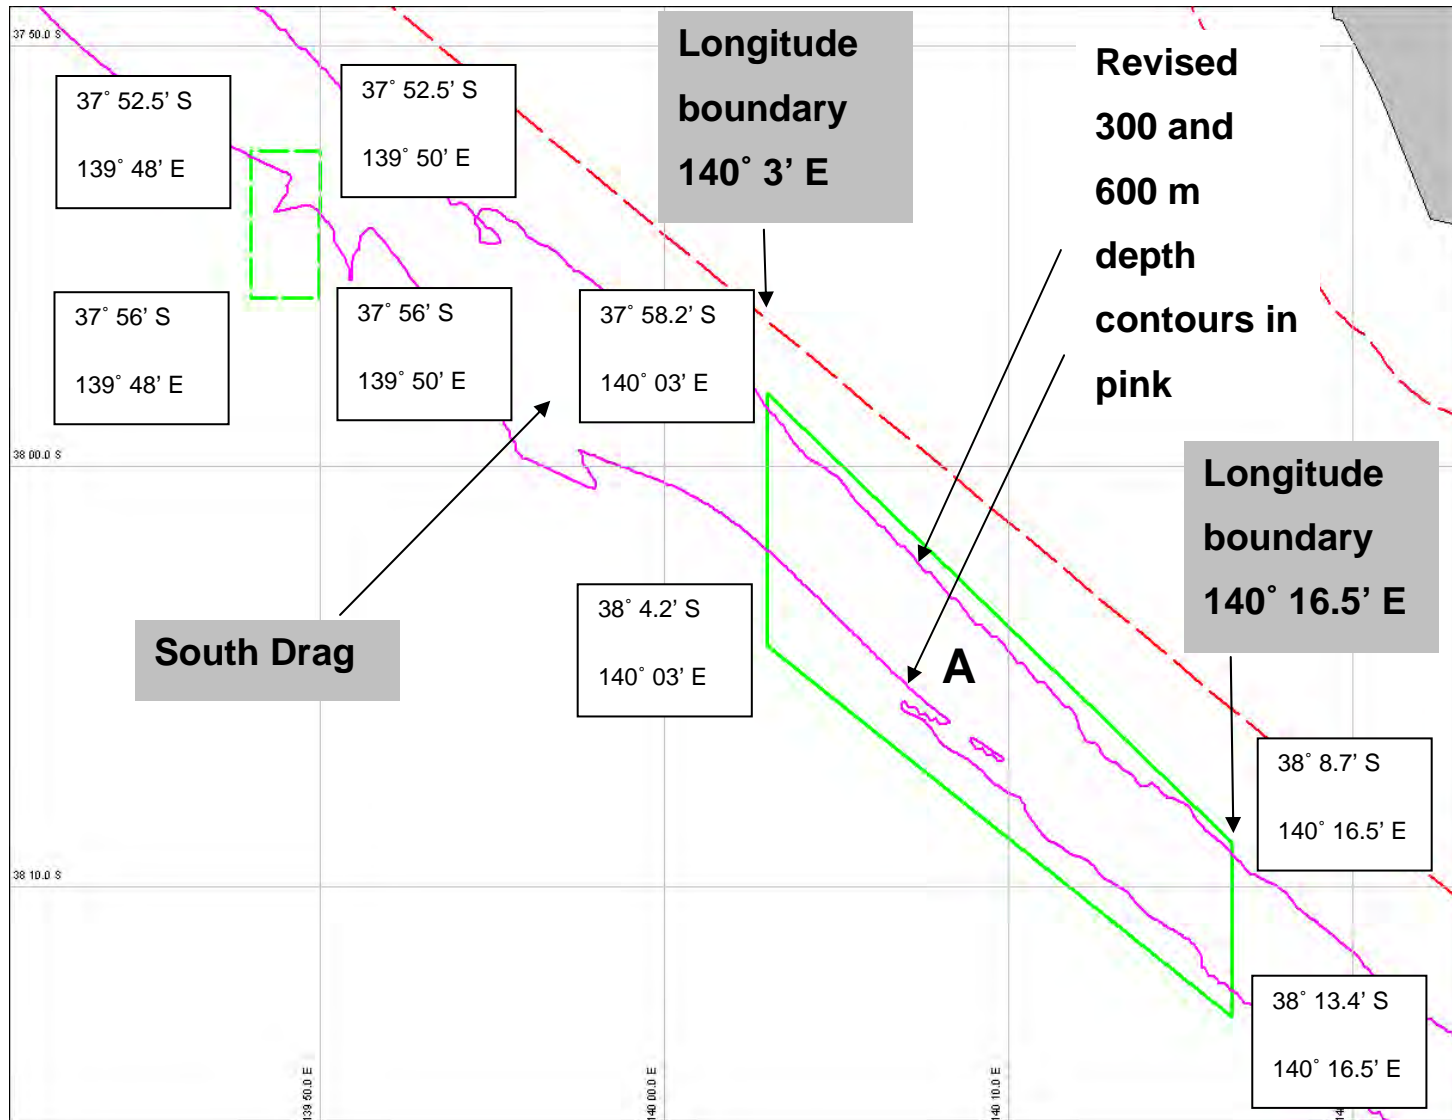 37 50.0 S
37˚ 52.5' S
139˚ 48' E
37˚ 52.5' S
139˚ 50' E
Longitude
boundary
140˚ 3' E
Revised
300 and
600 m
depth
contours in
pink
37˚ 56' S
139˚ 48' E
37˚ 56' S
139˚ 50' E
37˚ 58.2' S
140˚ 03' E
38 00.0 S
Longitude
boundary
140˚ 16.5' E
South Drag
38˚ 4.2' S
140˚ 03' E
A
38˚ 8.7' S
140˚ 16.5' E
38 10.0 S
38˚ 13.4' S
140˚ 16.5' E
139 50.0 E
140 00.0 E
140 10.0 E